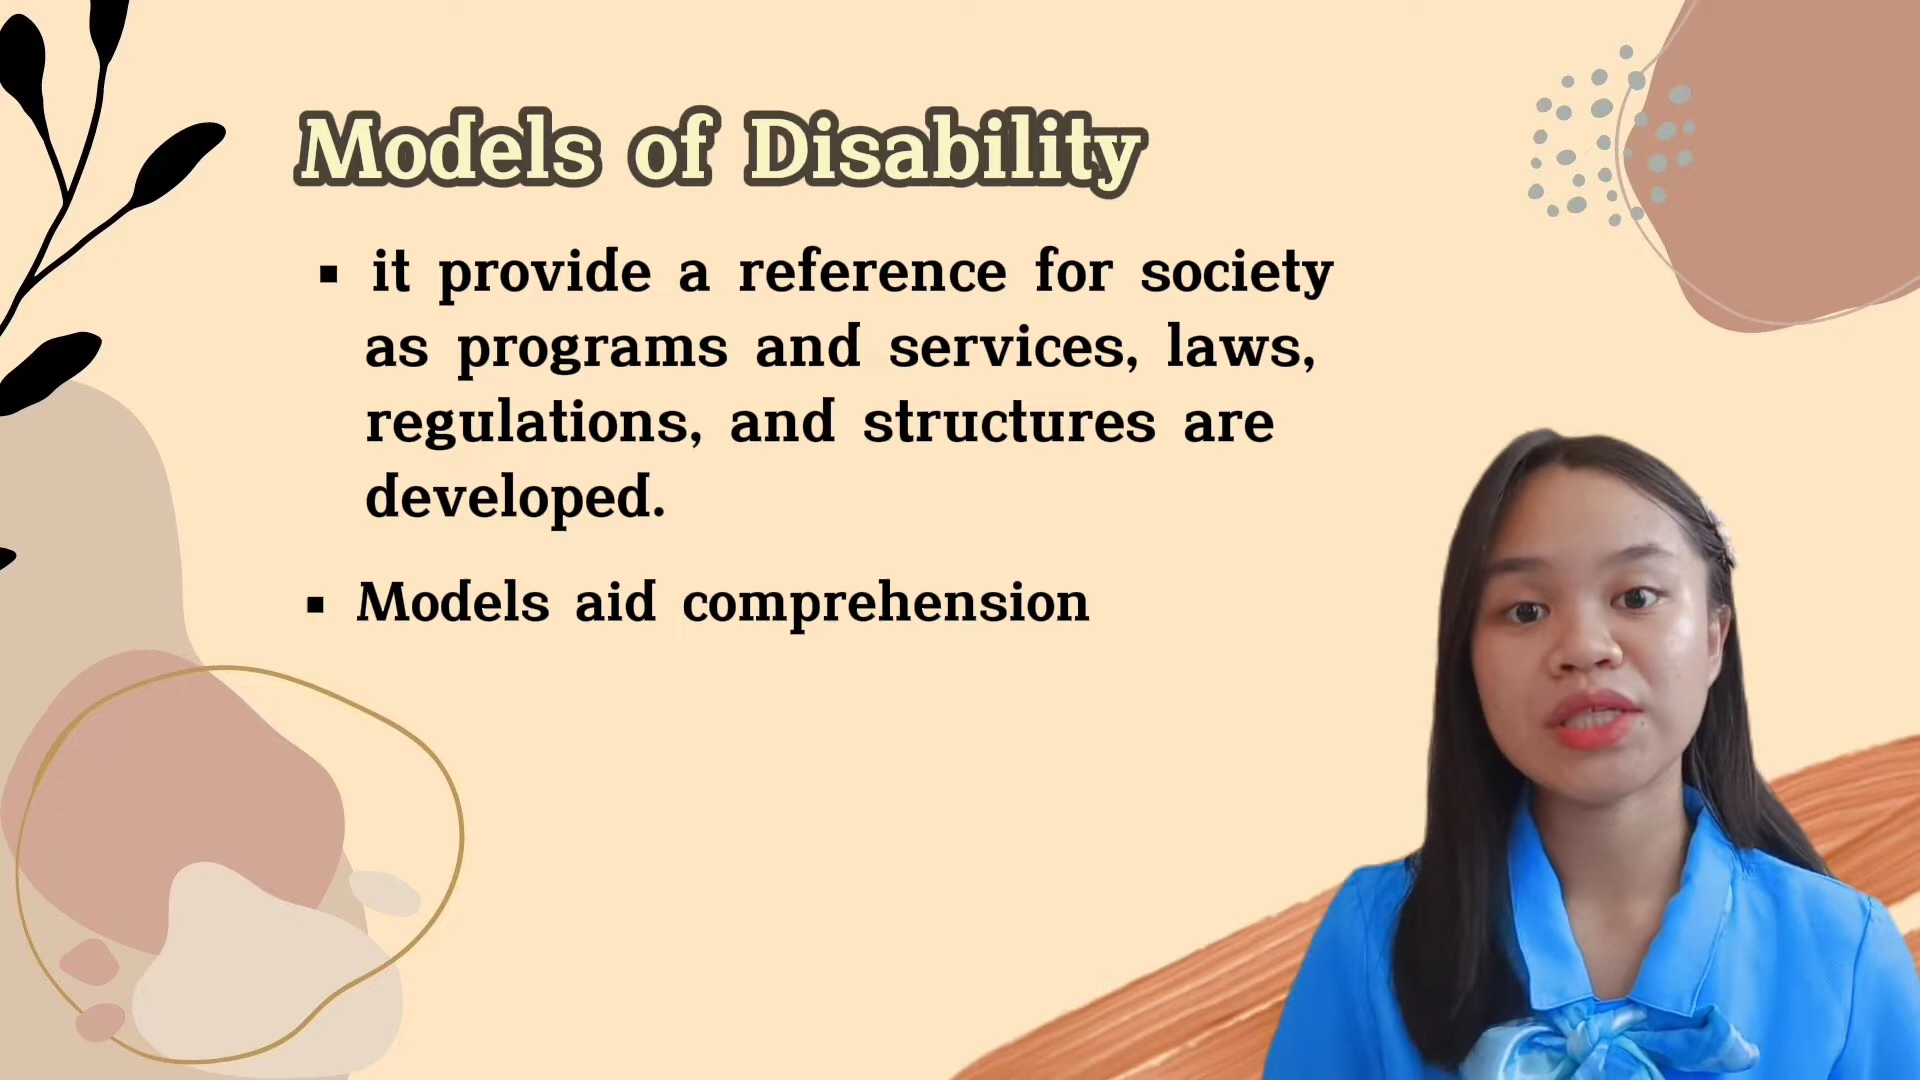 Models of Disability
▪ it provide a reference for society
as programs and services, laws,
regulations, and structures are
developed.
▪ Models aid comprehension